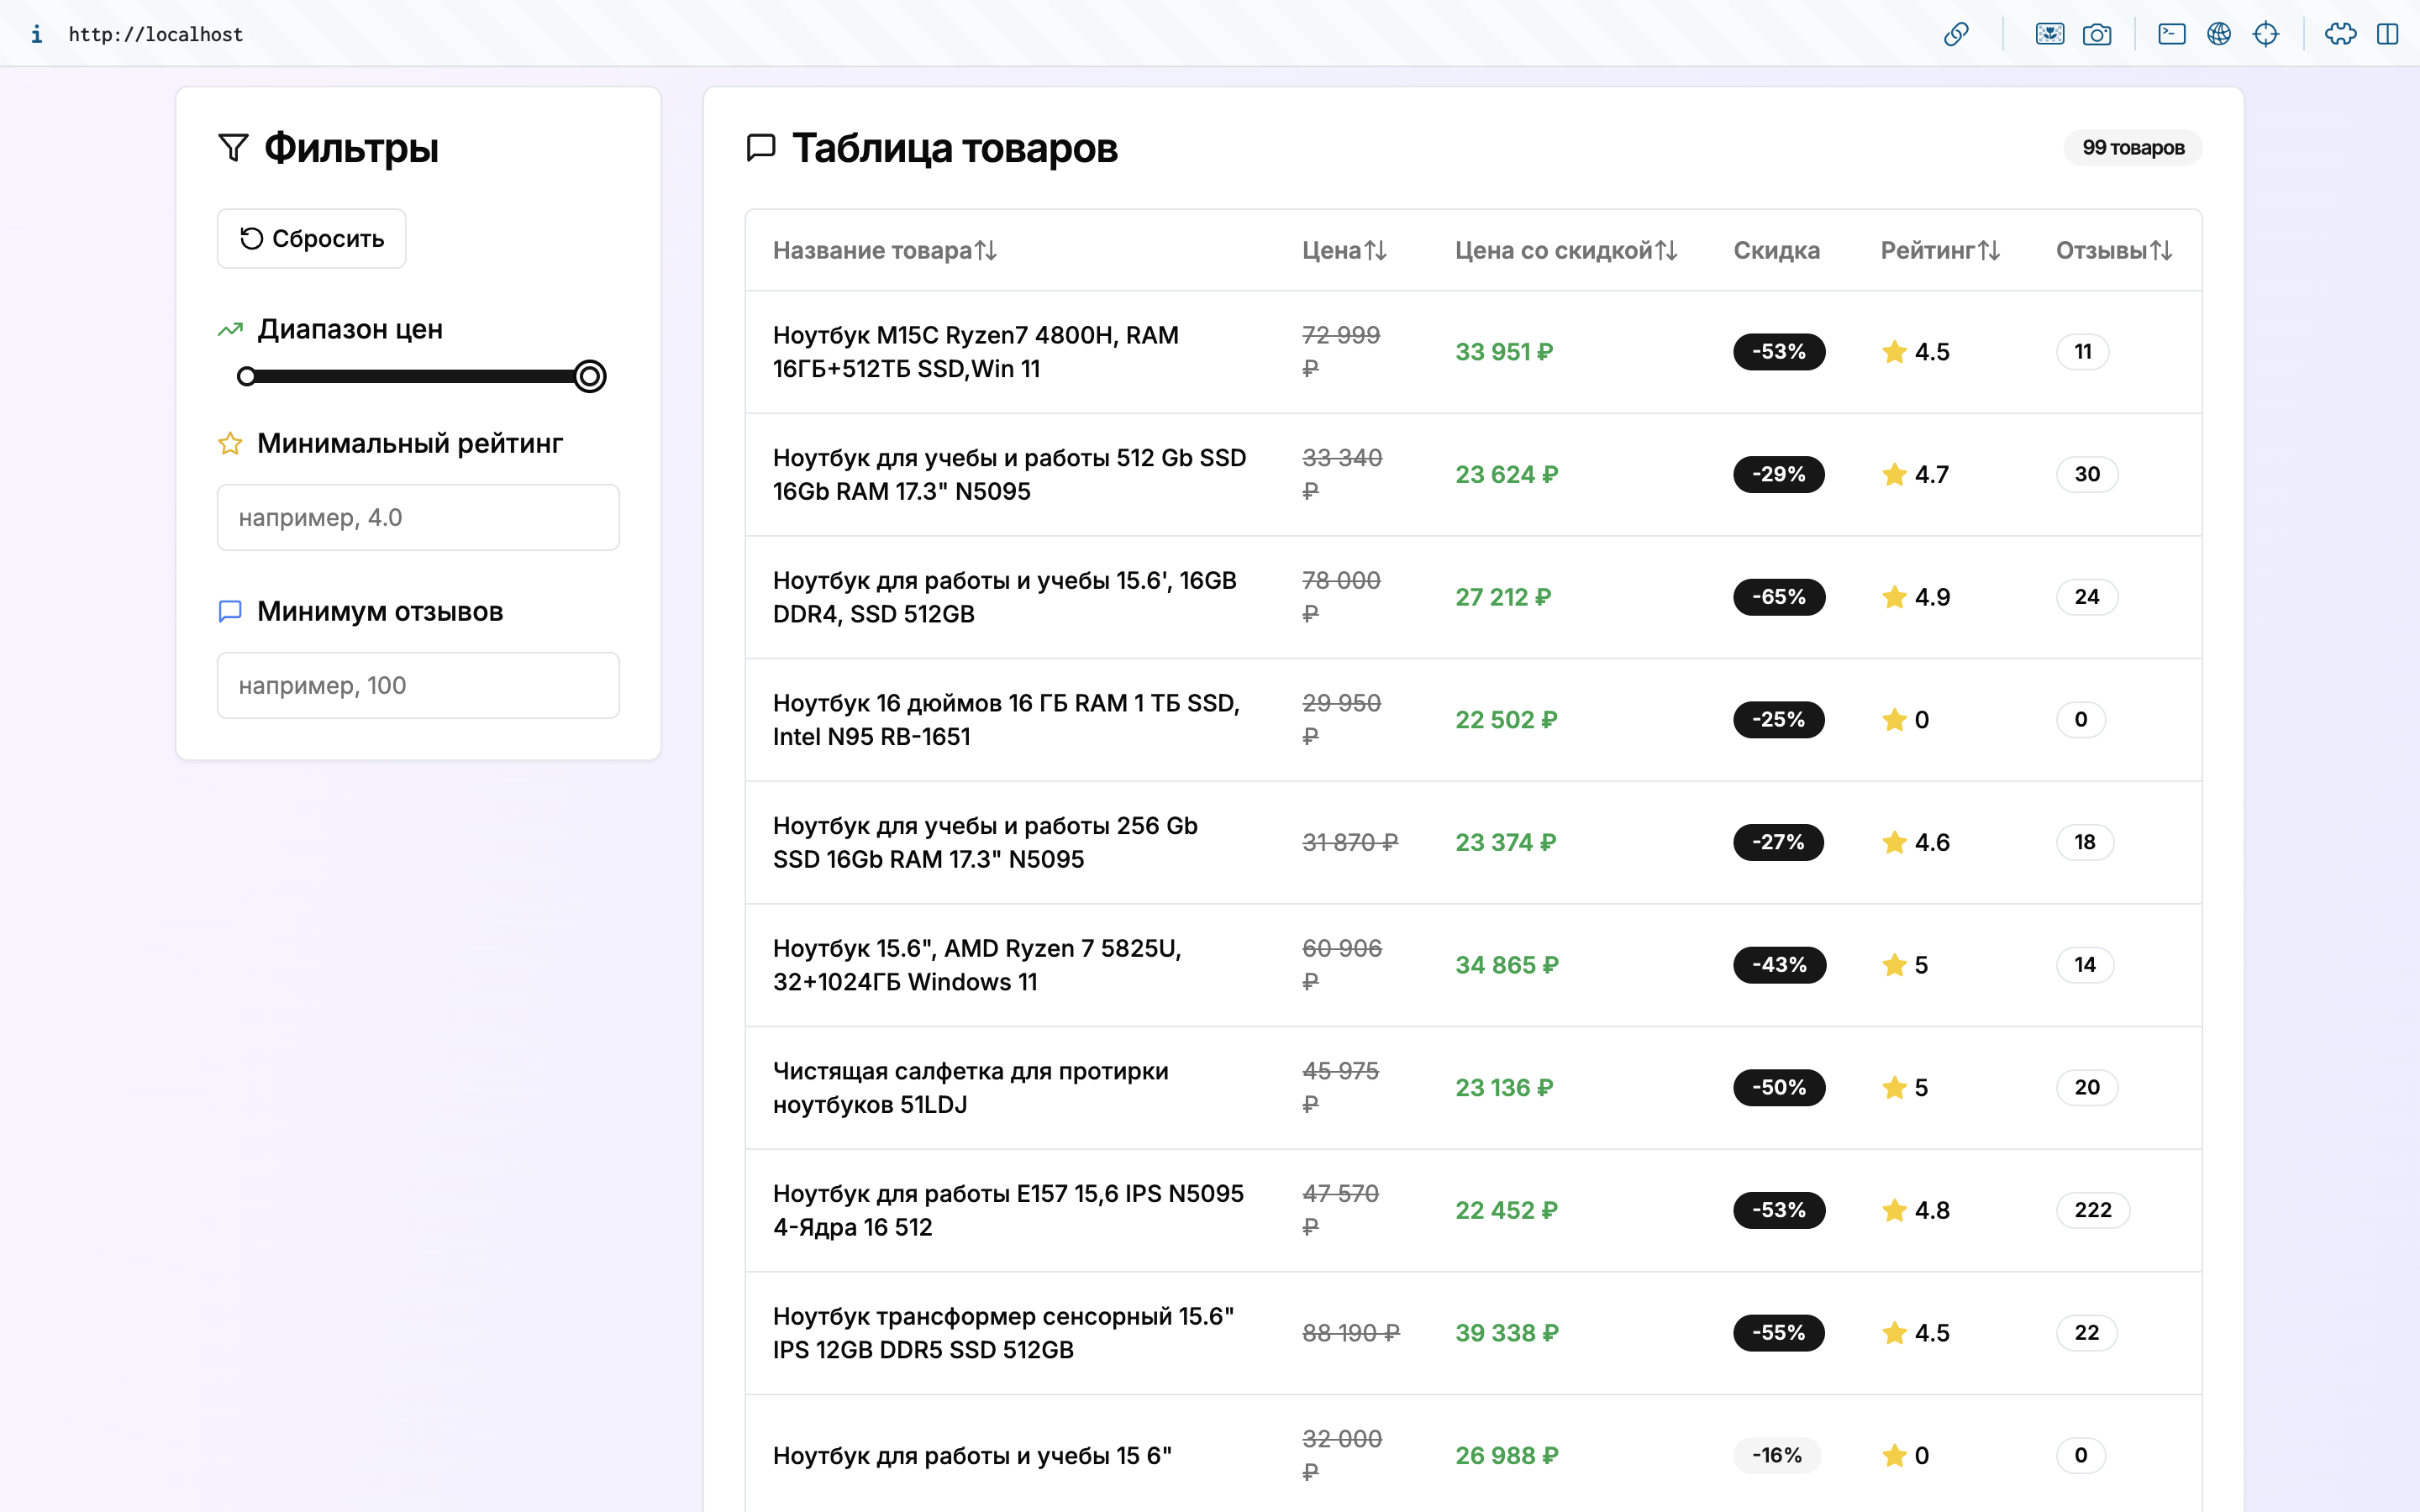 http://localhost
Фильтры
Сбросить
Диапазон цен
Минимальный рейтинг
например, 4.0
Минимум отзывов
например, 100
Таблица товаров
99 товаров
Название товара Цена Цена со скидкой Скидка Рейтинг Отзывы
Ноутбук M15C Ryzen7 4800H, RAM
16ГБ+512ТБ SSD,Win 11
72 999
₽
33 951 ₽
-53%
4.5
11
Ноутбук для учебы и работы 512 Gb SSD
16Gb RAM 17.3" N5095
33 340
₽
23 624 ₽
-29%
4.7
30
Ноутбук для работы и учебы 15.6', 16GB
DDR4, SSD 512GB
78 000
₽
27 212 ₽
-65%
4.9
24
Ноутбук 16 дюймов 16 ГБ RAM 1 ТБ SSD,
Intel N95 RB-1651
29 950
₽
22 502 ₽
-25%
0
0
Ноутбук для учебы и работы 256 Gb
SSD 16Gb RAM 17.3" N5095
31 870 ₽
23 374 ₽
-27%
4.6
18
Ноутбук 15.6", AMD Ryzen 7 5825U,
32+1024ГБ Windows 11
60 906
₽
34 865 ₽
-43%
5
14
Чистящая салфетка для протирки
ноутбуков 51LDJ
45 975
₽
23 136 ₽
-50%
5
20
Ноутбук для работы E157 15,6 IPS N5095
4-Ядра 16 512
47 570
₽
22 452 ₽
-53%
4.8
222
Ноутбук трансформер сенсорный 15.6"
IPS 12GB DDR5 SSD 512GB
88 190 ₽
39 338 ₽
-55%
4.5
22
Ноутбук для работы и учебы 15 6"
32 000
₽
26 988 ₽
-16%
0
0